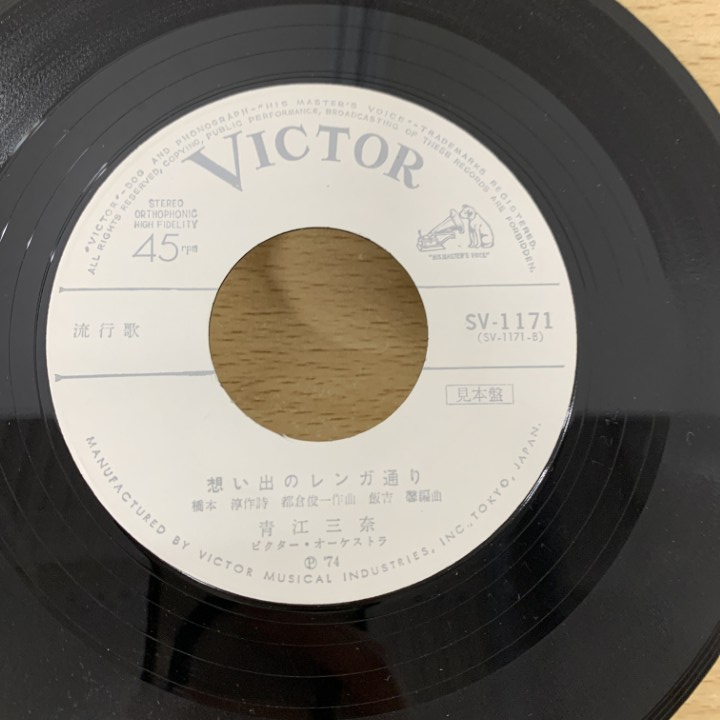 "VICTOR"-DOG AND PHONOGRAPH-"HIS MASTER'S VOICE"-TRADEMARKS REGISTERED.
ALL RIGHTS RESERVED, COPYING, PUBLIC PERFORMANCE, BROADCASTING OF THESE RECORDS ARE FORBIDDEN.
VICTOR
STEREO
ORTHOPHONIC
HIGH FIDELITY
45rpm
"HIS MASTER'S VOICE"
流行歌
SV-1171
(SV-1171-B)
見本盤
想い出のレンガ通り
橋本 淳作詩 都倉俊一作曲 飯吉 馨編曲
青江三奈
ビクター・オーケストラ
Ⓟ '74
MANUFACTURED BY VICTOR MUSICAL INDUSTRIES, INC., TOKYO, JAPAN.